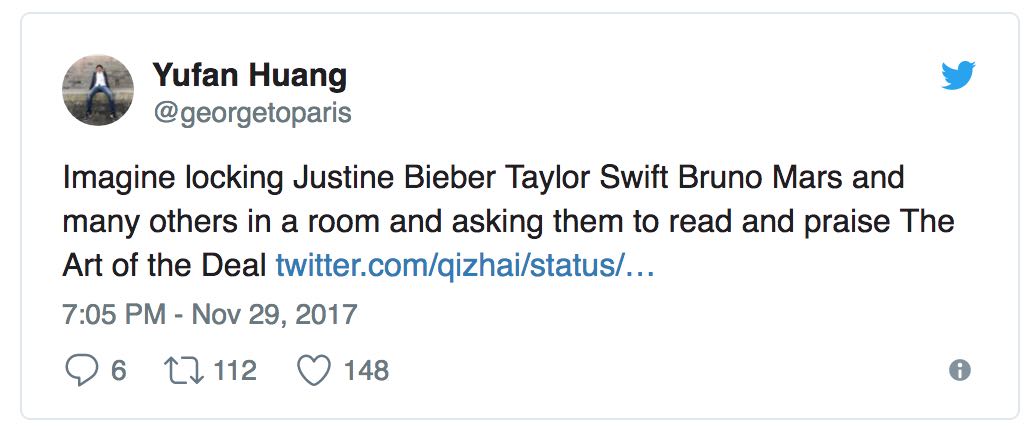 Yufan Huang
@georgetoparis
Imagine locking Justine Bieber Taylor Swift Bruno Mars and
many others in a room and asking them to read and praise The
Art of the Deal twitter.com/qizhai/status/…
7:05 PM - Nov 29, 2017
6 112 148